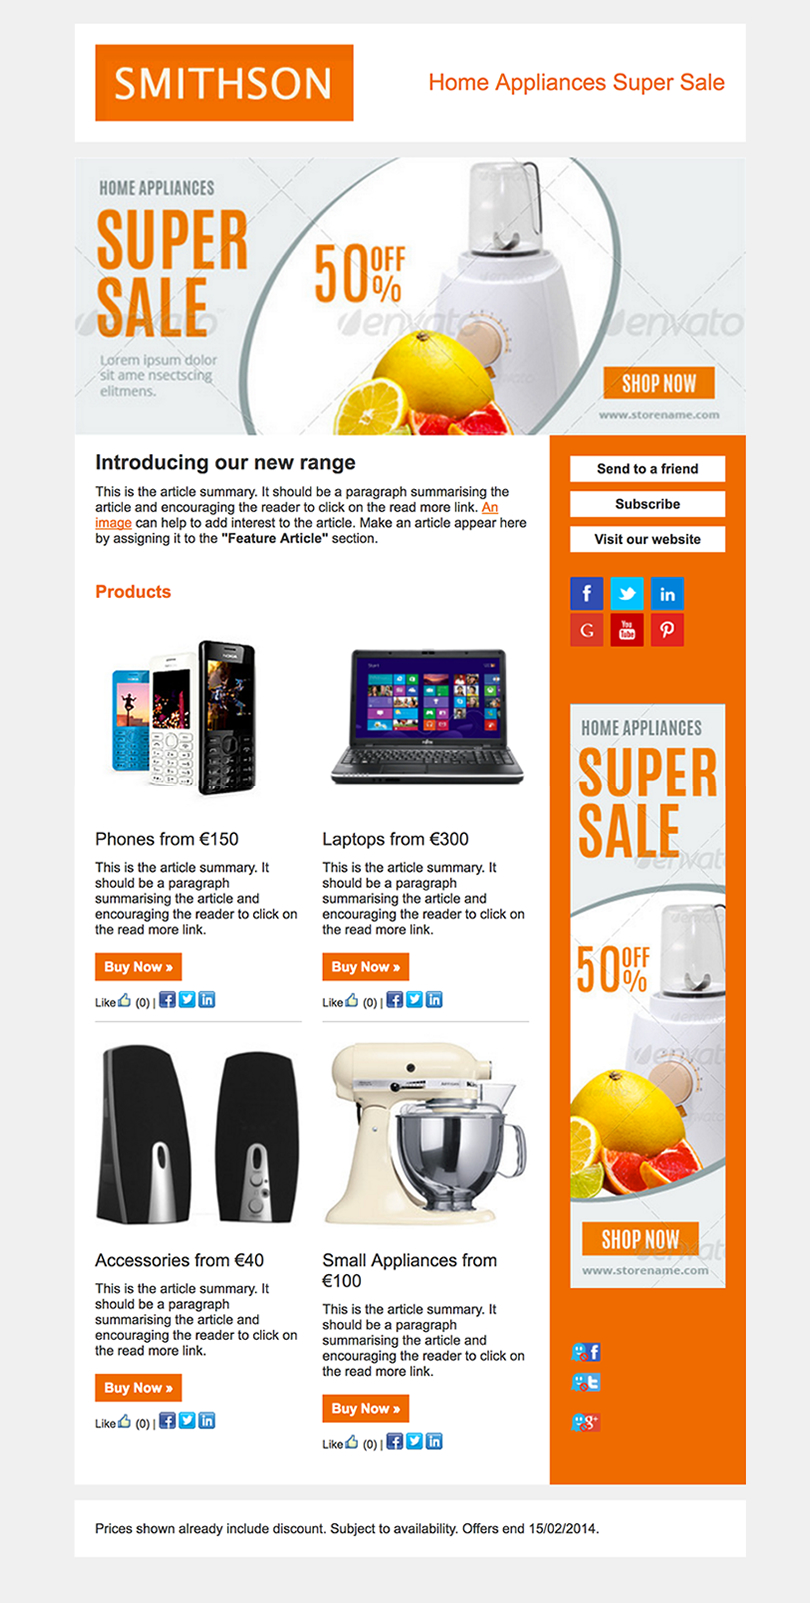 SMITHSON
Home Appliances Super Sale
HOME APPLIANCES
SUPER
SALE
50 OFF
%
Lorem ipsum dolor
sit ame nsectscing
elitmens.
SHOP NOW
www.storename.com
envato
envato
envato
Introducing our new range
This is the article summary. It should be a paragraph summarising the
article and encouraging the reader to click on the read more link. An
image can help to add interest to the article. Make an article appear here
by assigning it to the "Feature Article" section.
Products
Phones from €150
This is the article summary. It
should be a paragraph
summarising the article and
encouraging the reader to click on
the read more link.
Buy Now »
Like (0) |
Laptops from €300
This is the article summary. It
should be a paragraph
summarising the article and
encouraging the reader to click on
the read more link.
Buy Now »
Like (0) |
Accessories from €40
This is the article summary. It
should be a paragraph
summarising the article and
encouraging the reader to click on
the read more link.
Buy Now »
Like (0) |
Small Appliances from
€100
This is the article summary. It
should be a paragraph
summarising the article and
encouraging the reader to click on
the read more link.
Buy Now »
Like (0) |
Send to a friend
Subscribe
Visit our website
You
Tube
HOME APPLIANCES
SUPER
SALE
50 OFF
%
SHOP NOW
www.storename.com
Prices shown already include discount. Subject to availability. Offers end 15/02/2014.